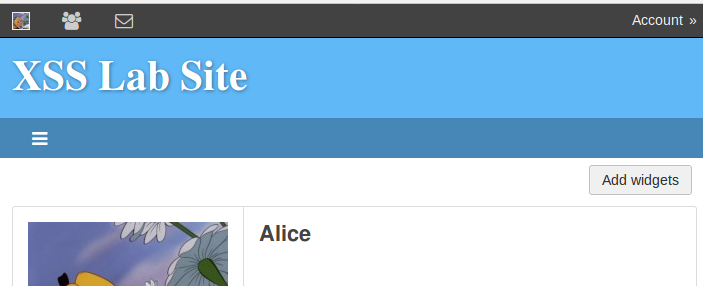 Account »
XSS Lab Site
Add widgets
Alice